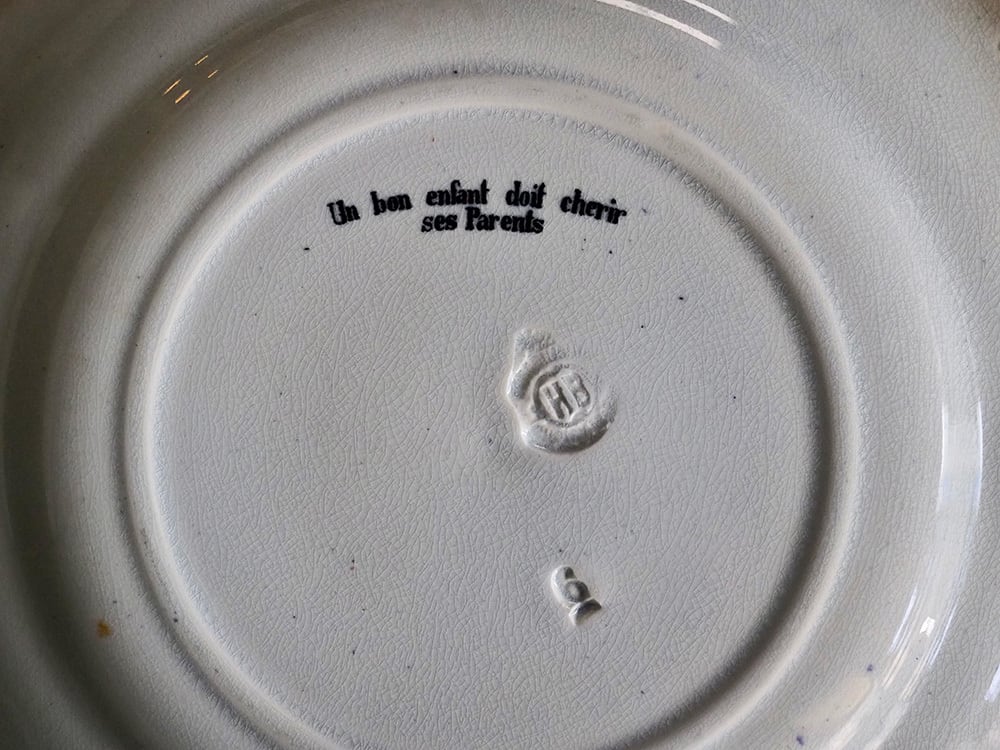 Un bon enfant doit cherir
ses Parents
HB
6